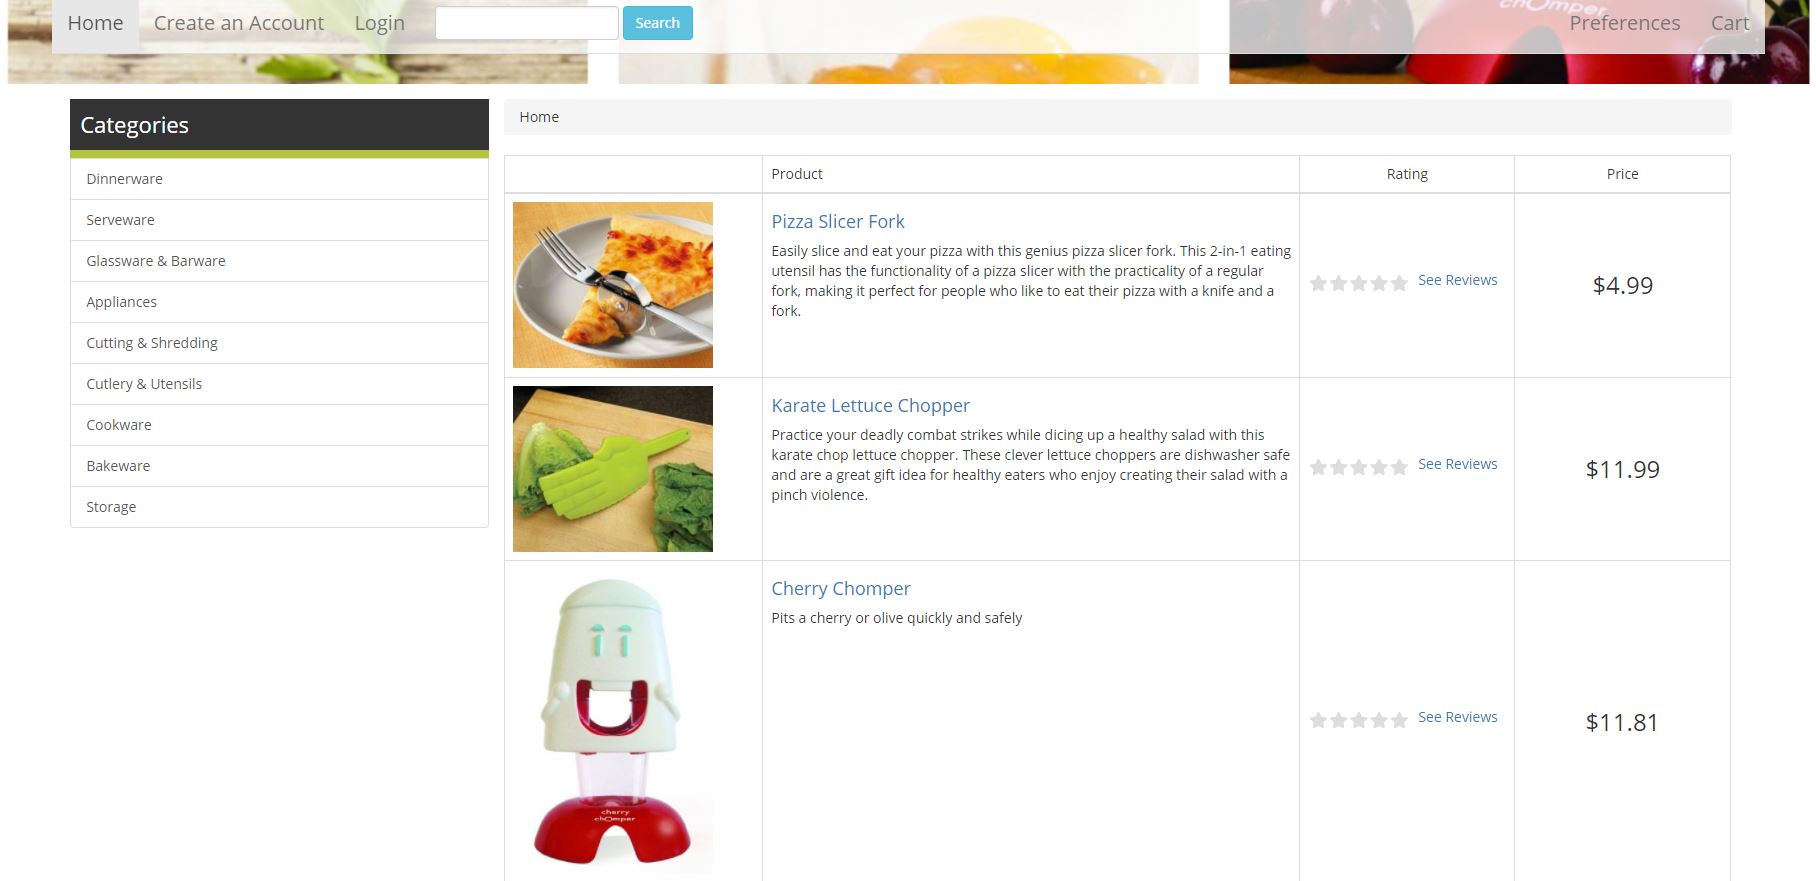 Home
Create an Account
Login
Search
chOmper
Preferences
Cart
Categories
Dinnerware
Serveware
Glassware & Barware
Appliances
Cutting & Shredding
Cutlery & Utensils
Cookware
Bakeware
Storage
Home
Product
Rating
Price
Pizza Slicer Fork
Easily slice and eat your pizza with this genius pizza slicer fork. This 2-in-1 eating
utensil has the functionality of a pizza slicer with the practicality of a regular
fork, making it perfect for people who like to eat their pizza with a knife and a
fork.
See Reviews
$4.99
Karate Lettuce Chopper
Practice your deadly combat strikes while dicing up a healthy salad with this
karate chop lettuce chopper. These clever lettuce choppers are dishwasher safe
and are a great gift idea for healthy eaters who enjoy creating their salad with a
pinch violence.
See Reviews
$11.99
Cherry Chomper
Pits a cherry or olive quickly and safely
See Reviews
$11.81
cherry
chOmper